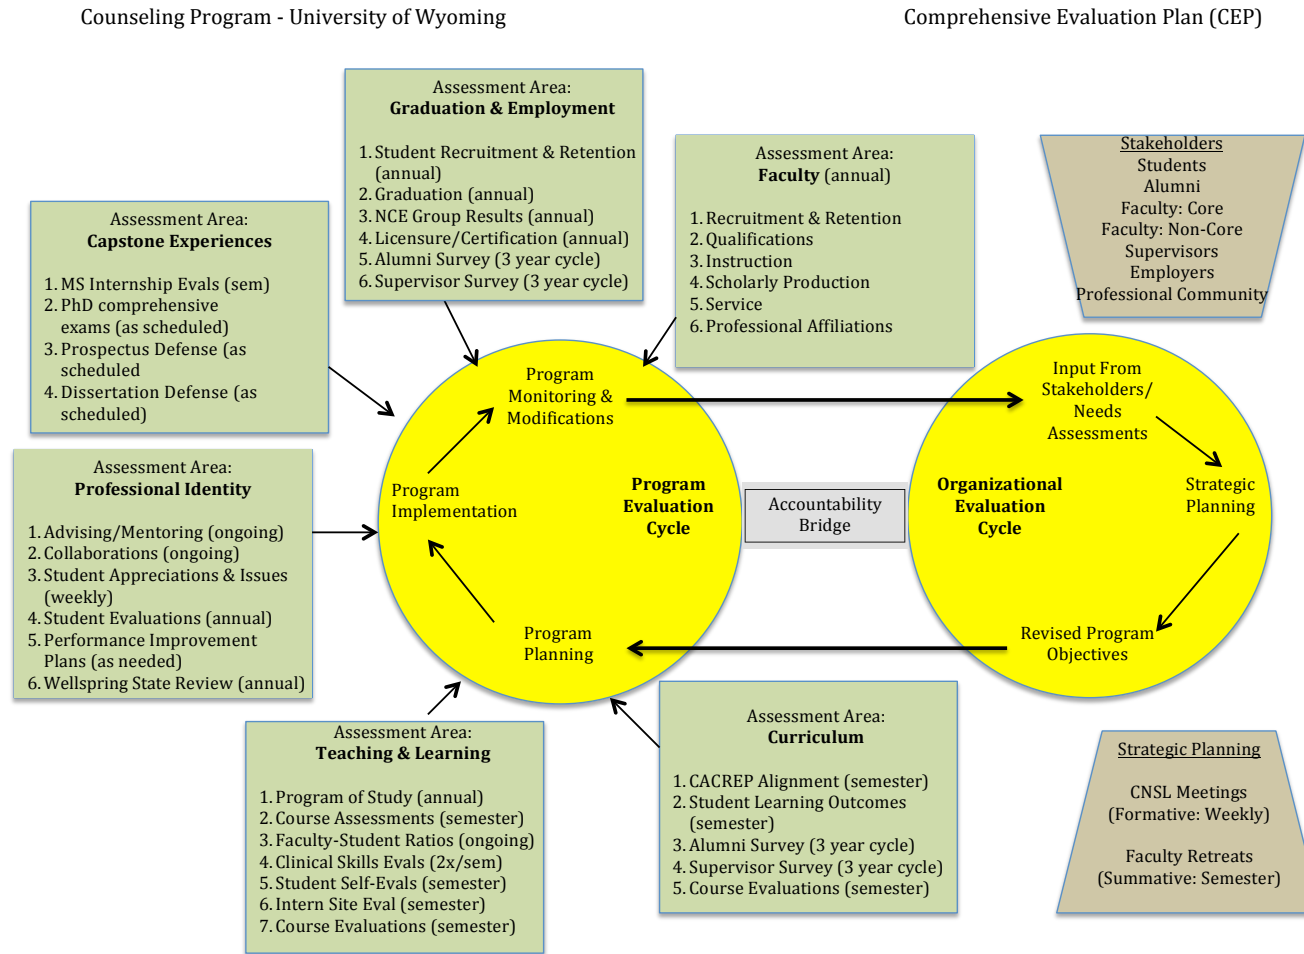 Counseling Program - University of Wyoming
Comprehensive Evaluation Plan (CEP)
Assessment Area:
Graduation & Employment
1. Student Recruitment & Retention
(annual)
2. Graduation (annual)
3. NCE Group Results (annual)
4. Licensure/Certification (annual)
5. Alumni Survey (3 year cycle)
6. Supervisor Survey (3 year cycle)
Assessment Area:
Faculty (annual)
1. Recruitment & Retention
2. Qualifications
3. Instruction
4. Scholarly Production
5. Service
6. Professional Affiliations
Stakeholders
Students
Alumni
Faculty: Core
Faculty: Non-Core
Supervisors
Employers
Professional Community
Assessment Area:
Capstone Experiences
1. MS Internship Evals (sem)
2. PhD comprehensive
exams (as scheduled)
3. Prospectus Defense (as
scheduled
4. Dissertation Defense (as
scheduled)
Program
Monitoring &
Modifications
Input From
Stakeholders/
Needs
Assessments
Assessment Area:
Professional Identity
1. Advising/Mentoring (ongoing)
2. Collaborations (ongoing)
3. Student Appreciations & Issues
(weekly)
4. Student Evaluations (annual)
5. Performance Improvement
Plans (as needed)
6. Wellspring State Review (annual)
Program
Implementation
Program
Evaluation
Cycle
Accountability
Bridge
Organizational
Evaluation
Cycle
Strategic
Planning
Program
Planning
Revised Program
Objectives
Assessment Area:
Teaching & Learning
1. Program of Study (annual)
2. Course Assessments (semester)
3. Faculty-Student Ratios (ongoing)
4. Clinical Skills Evals (2x/sem)
5. Student Self-Evals (semester)
6. Intern Site Eval (semester)
7. Course Evaluations (semester)
Assessment Area:
Curriculum
1. CACREP Alignment (semester)
2. Student Learning Outcomes
(semester)
3. Alumni Survey (3 year cycle)
4. Supervisor Survey (3 year cycle)
5. Course Evaluations (semester)
Strategic Planning
CNSL Meetings
(Formative: Weekly)
Faculty Retreats
(Summative: Semester)